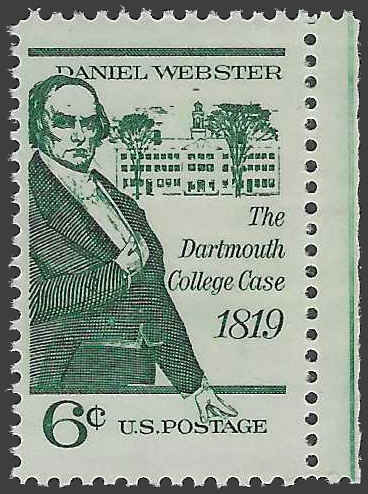 DANIEL WEBSTER
The
Dartmouth
College Case
1819
6¢ U.S.POSTAGE